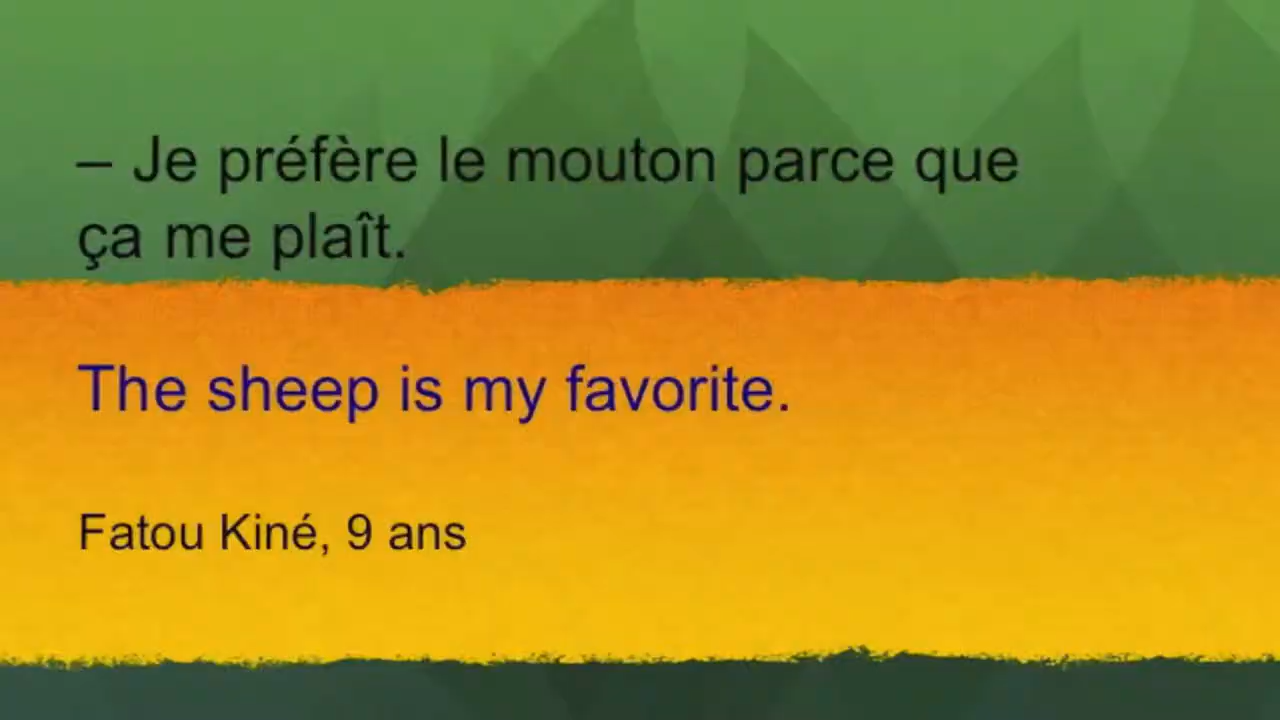 – Je préfère le mouton parce que
ça me plaît.
The sheep is my favorite.
Fatou Kiné, 9 ans